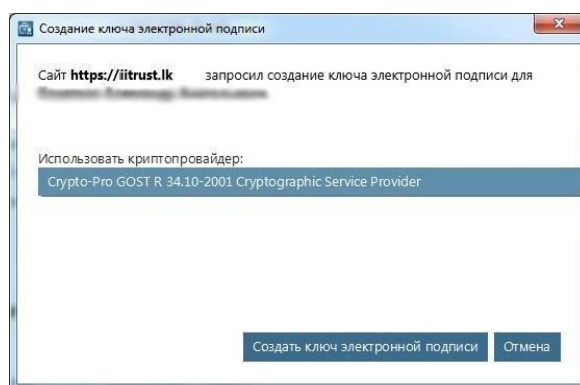 Создание ключа электронной подписи
Сайт https://iitrust.lk запросил создание ключа электронной подписи для
Использовать криптопровайдер:
Crypto-Pro GOST R 34.10-2001 Cryptographic Service Provider
Создать ключ электронной подписи Отмена